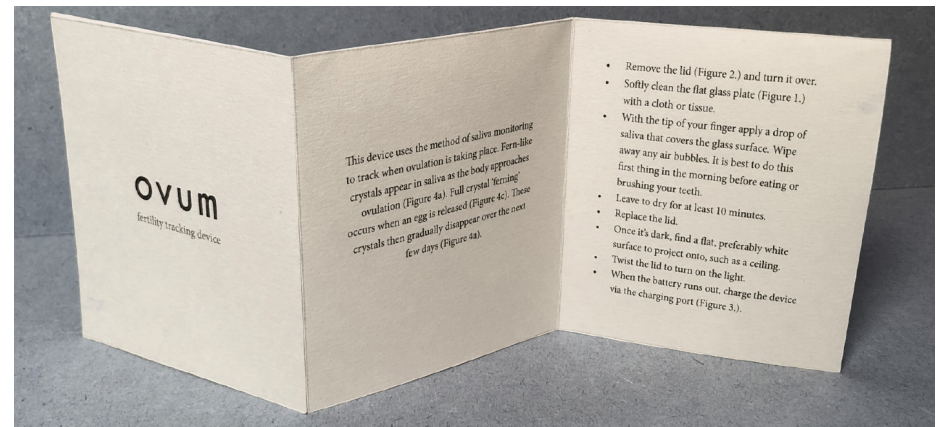 ovum
fertility tracking device
This device uses the method of saliva monitoring
to track when ovulation is taking place. Fern-like
crystals appear in saliva as the body approaches
ovulation (Figure 4a). Full crystal 'ferning'
occurs when an egg is released (Figure 4c). These
crystals then gradually disappear over the next
few days (Figure 4a).
• Remove the lid (Figure 2.) and turn it over.
• Softly clean the flat glass plate (Figure 1.)
with a cloth or tissue.
• With the tip of your finger apply a drop of
saliva that covers the glass surface. Wipe
away any air bubbles. It is best to do this
first thing in the morning before eating or
brushing your teeth.
• Leave to dry for at least 10 minutes.
• Replace the lid.
• Once it's dark, find a flat, preferably white
surface to project onto, such as a ceiling.
• Twist the lid to turn on the light.
• When the battery runs out, charge the device
via the charging port (Figure 3.).